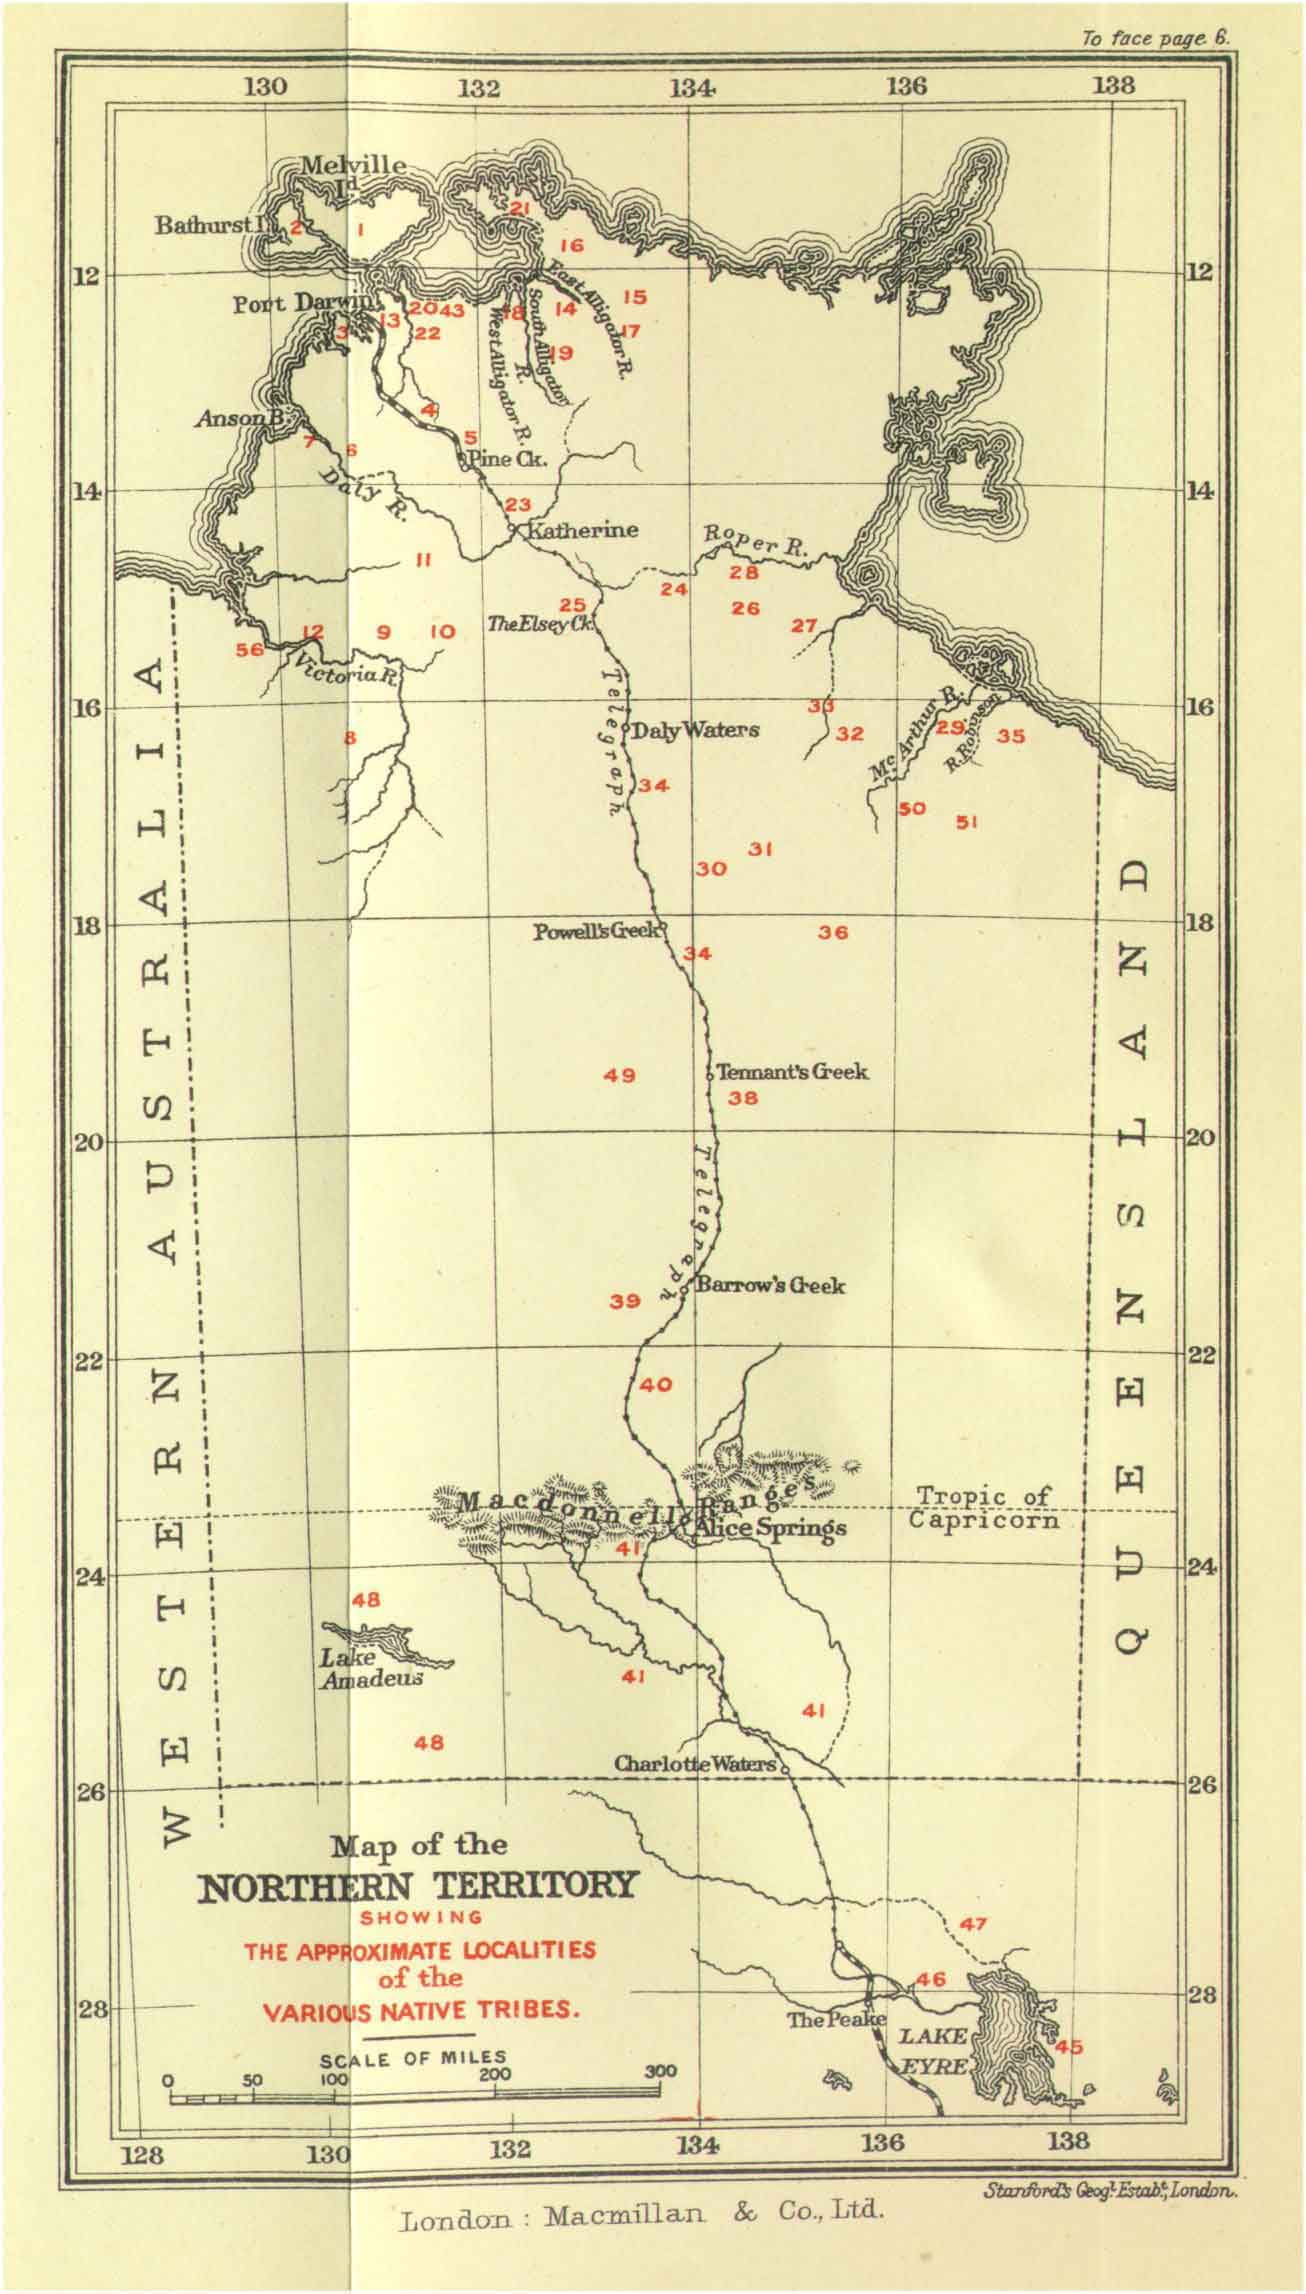 To face page 6.
130 132 134 136 138
Melville
Id.
Bathurst I.
21
2 1
16
12 12
Port Darwin
East Alligator R.
15
20 43 18 14
13
South Alligator R.
West Alligator R.
3 22 17
19
Anson B.
4
7 6 5
Pine Ck.
Daly R.
14 14
23
Katherine
Roper R.
11
28
24
25 26
The Elsey Ck.
27
12 9 10
56
Victoria R.
Telegraph
16 16
33
McArthur R.
R. Robinson
8
Daly Waters
32 29 35
34
50
51
31
30
18 18
Powell's Creek
36
34
49
Tennant's Creek
38
20 20
Telegraph
Barrow's Creek
39
22 22
40
Macdonnell Ranges
Tropic of
Capricorn
Alice Springs
41
24 24
48
Lake
Amadeus
41
41
48
Charlotte Waters
26 26
WESTERN AUSTRALIA
QUEENSLAND
Map of the
NORTHERN TERRITORY
SHOWING
THE APPROXIMATE LOCALITIES
of the
VARIOUS NATIVE TRIBES.
47
46
28 28
The Peake
LAKE
EYRE
45
SCALE OF MILES
0 50 100 200 300
128 130 132 134 136 138
Stanford's Geogl. Estabt., London.
London: Macmillan & Co., Ltd.